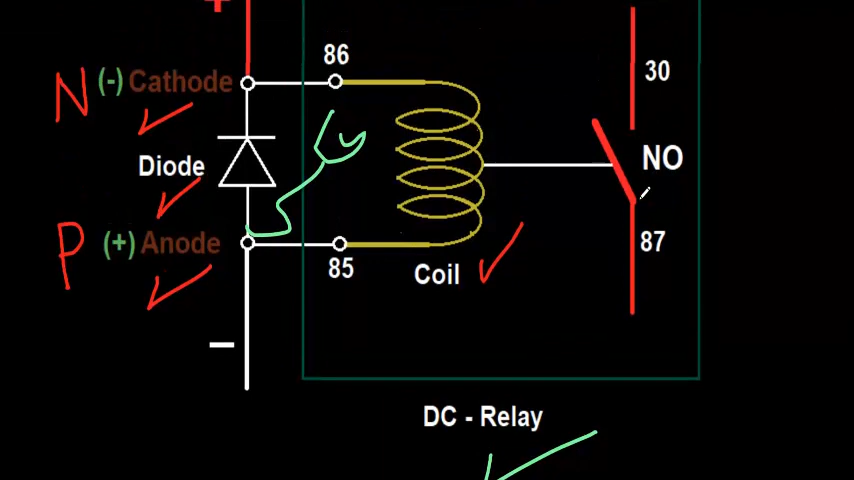 +
86
N (-) Cathode
30
Diode
NO
P (+) Anode
87
85
Coil
−
DC - Relay